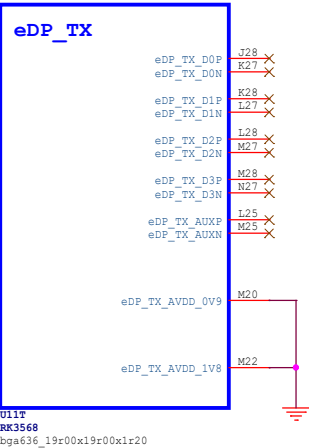 eDP_TX
eDP_TX_D0P J28
eDP_TX_D0N K27
eDP_TX_D1P K28
eDP_TX_D1N L27
eDP_TX_D2P L28
eDP_TX_D2N M27
eDP_TX_D3P M28
eDP_TX_D3N N27
eDP_TX_AUXP L25
eDP_TX_AUXN M25
eDP_TX_AVDD_0V9 M20
eDP_TX_AVDD_1V8 M22
U11T
RK3568
bga636_19r00x19r00x1r20